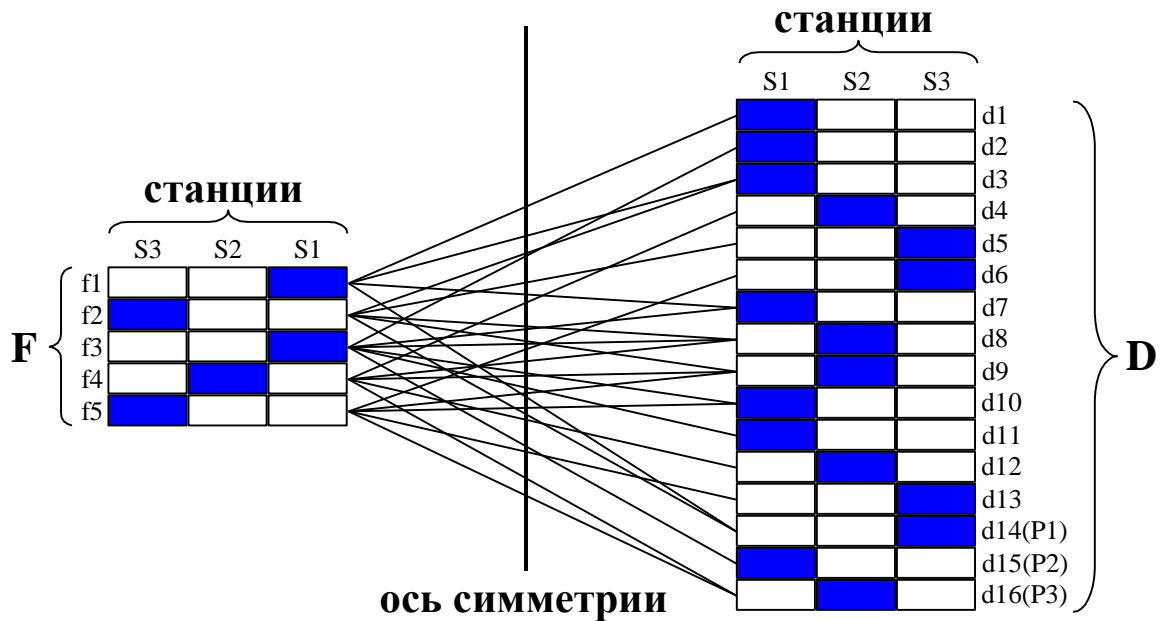 станции
S1 S2 S3
d1
d2
d3
станции
d4
S3 S2 S1
d5
f1
d6
f2
d7
F
f3
d8
D
f4
d9
f5
d10
d11
d12
d13
d14(P1)
d15(P2)
d16(P3)
ось симметрии